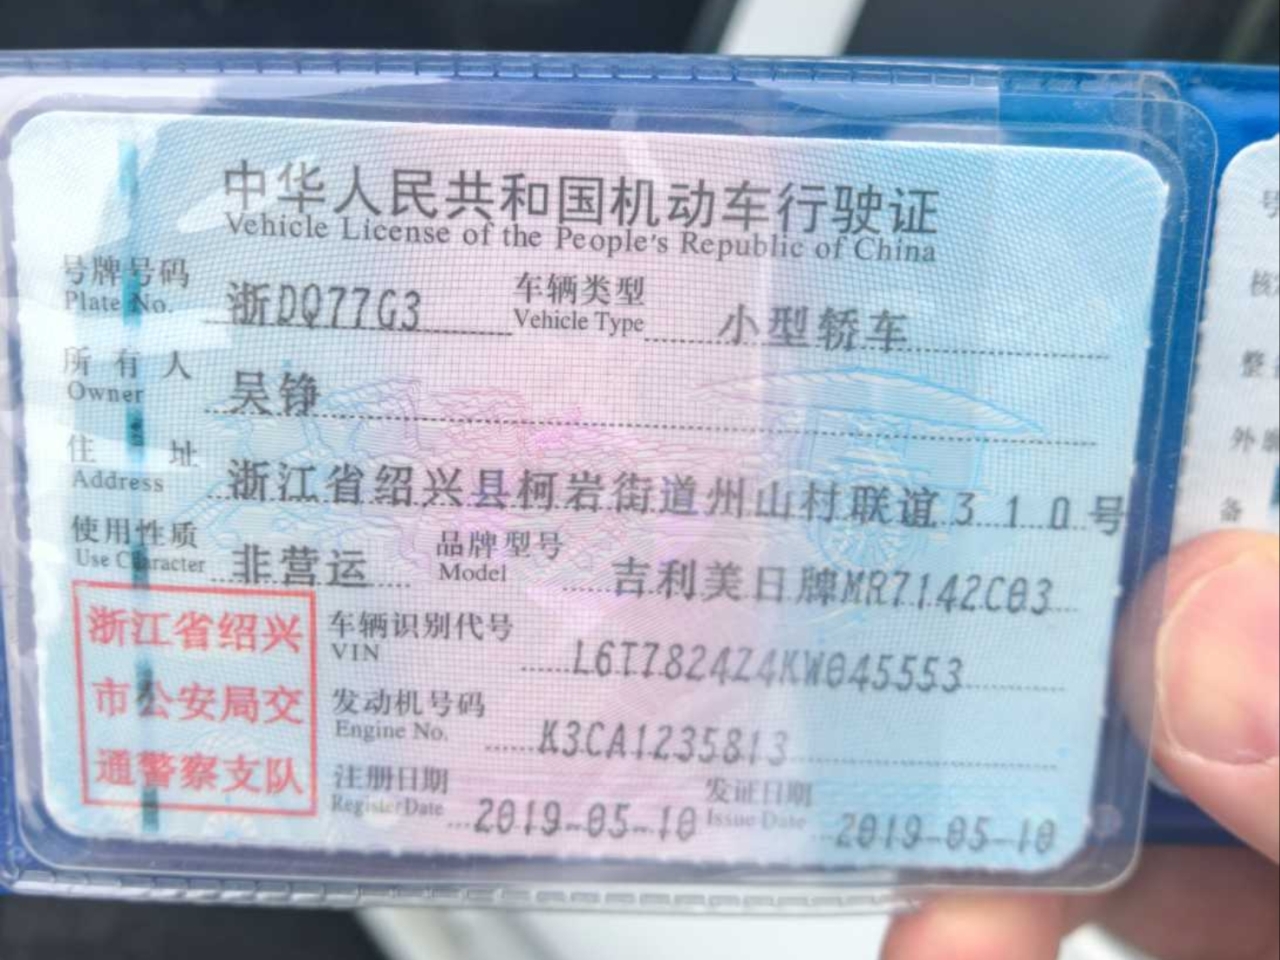 中华人民共和国机动车行驶证
Vehicle License of the People's Republic of China
号牌号码 浙DQ77G3 车辆类型 小型轿车
Plate No. Vehicle Type
所有人 吴铮
Owner
住址 浙江省绍兴县柯岩街道州山村联谊310号
Address
使用性质 非营运 品牌型号 吉利美日牌MR7142C03
Use Character Model
浙江省绍兴
市公安局交
通警察支队
车辆识别代号 L6T7824Z4KW045553
VIN
发动机号码 K3CA1235813
Engine No.
注册日期 2019-05-10 发证日期 2019-05-10
Register Date Issue Date
号
核
整
外
备